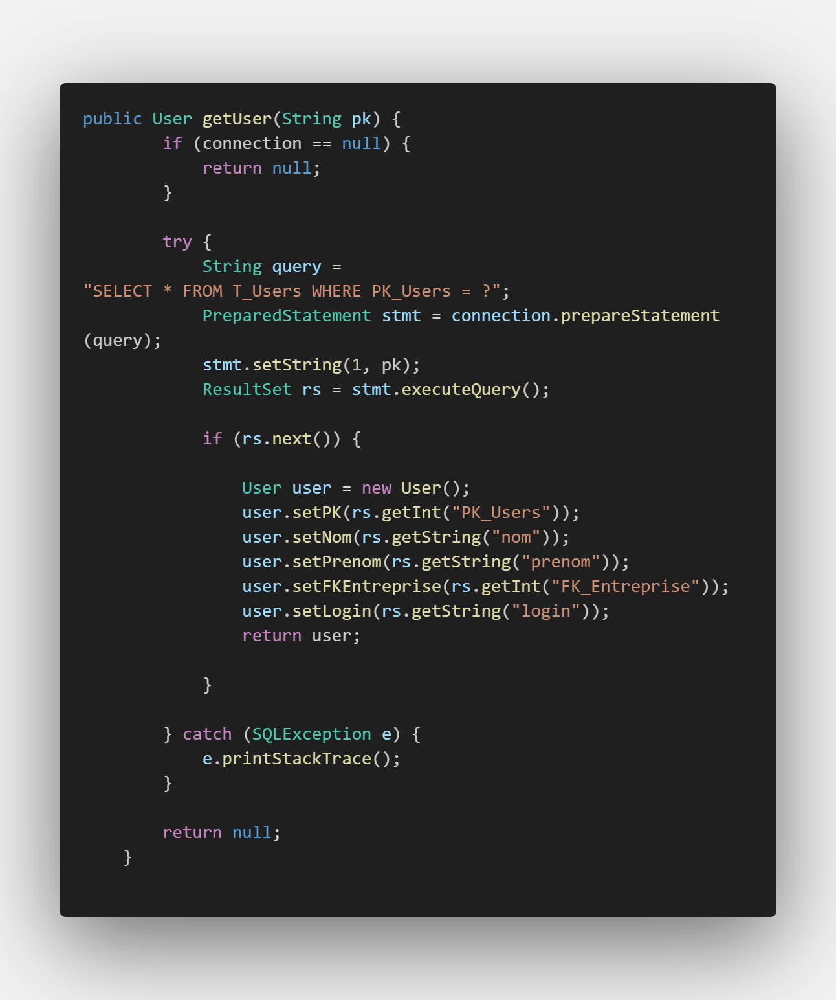 public User getUser(String pk) {
        if (connection == null) {
            return null;
        }

        try {
            String query =
"SELECT * FROM T_Users WHERE PK_Users = ?";
            PreparedStatement stmt = connection.prepareStatement
(query);
            stmt.setString(1, pk);
            ResultSet rs = stmt.executeQuery();

            if (rs.next()) {

                User user = new User();
                user.setPK(rs.getInt("PK_Users"));
                user.setNom(rs.getString("nom"));
                user.setPrenom(rs.getString("prenom"));
                user.setFKEntreprise(rs.getInt("FK_Entreprise"));
                user.setLogin(rs.getString("login"));
                return user;

            }

        } catch (SQLException e) {
            e.printStackTrace();
        }

        return null;
    }